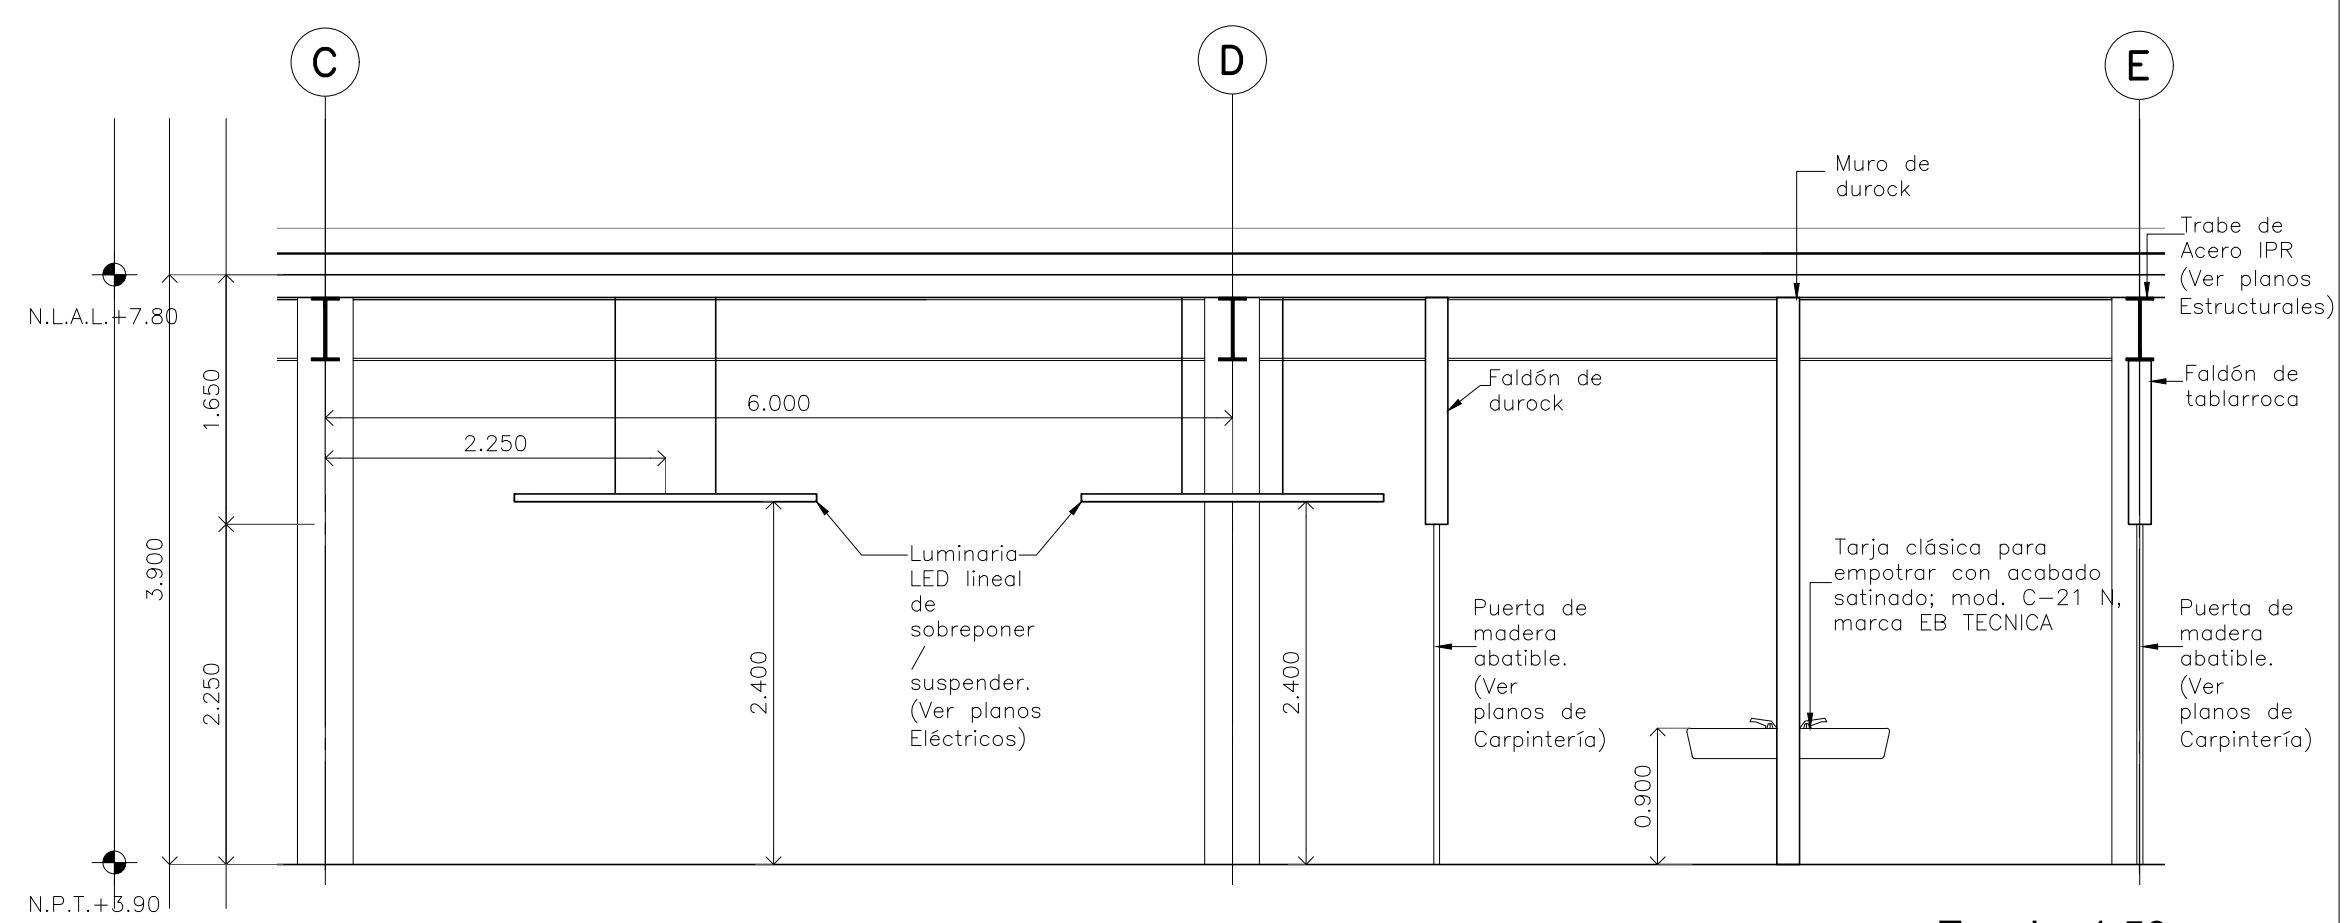 C
D
E
Muro de
durock
Trabe de
Acero IPR
(Ver planos
Estructurales)
N.L.A.L.+7.80
Faldón de
durock
Faldón de
tablarroca
1.650
6.000
2.250
3.900
2.250
Luminaria
LED lineal
de
sobreponer
/
suspender.
(Ver planos
Eléctricos)
2.400
2.400
Puerta de
madera
abatible.
(Ver
planos de
Carpintería)
Tarja clásica para
empotrar con acabado
satinado; mod. C-21 N,
marca EB TECNICA
Puerta de
madera
abatible.
(Ver
planos de
Carpintería)
0.900
N.P.T.+3.90